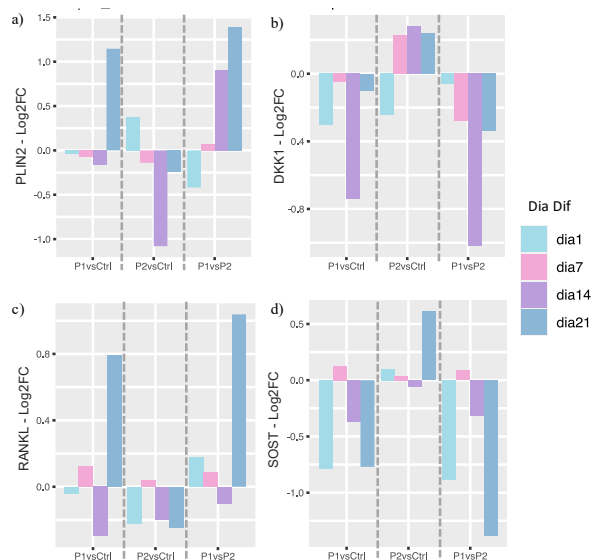 a)
PLIN2 - Log2FC
1.5
1.0
0.5
0.0
-0.5
-1.0
P1vsCtrl P2vsCtrl P1vsP2
b)
DKK1 - Log2FC
0.0
0.4
-0.8
P1vsCtrl P2vsCtrl P1vsP2
Dia Dif
dia1
dia7
dia14
dia21
c)
RANKL - Log2FC
0.8
0.4
0.0
P1vsCtrl P2vsCtrl P1vsP2
d)
SOST - Log2FC
0.5
0.0
-0.5
-1.0
P1vsCtrl P2vsCtrl P1vsP2